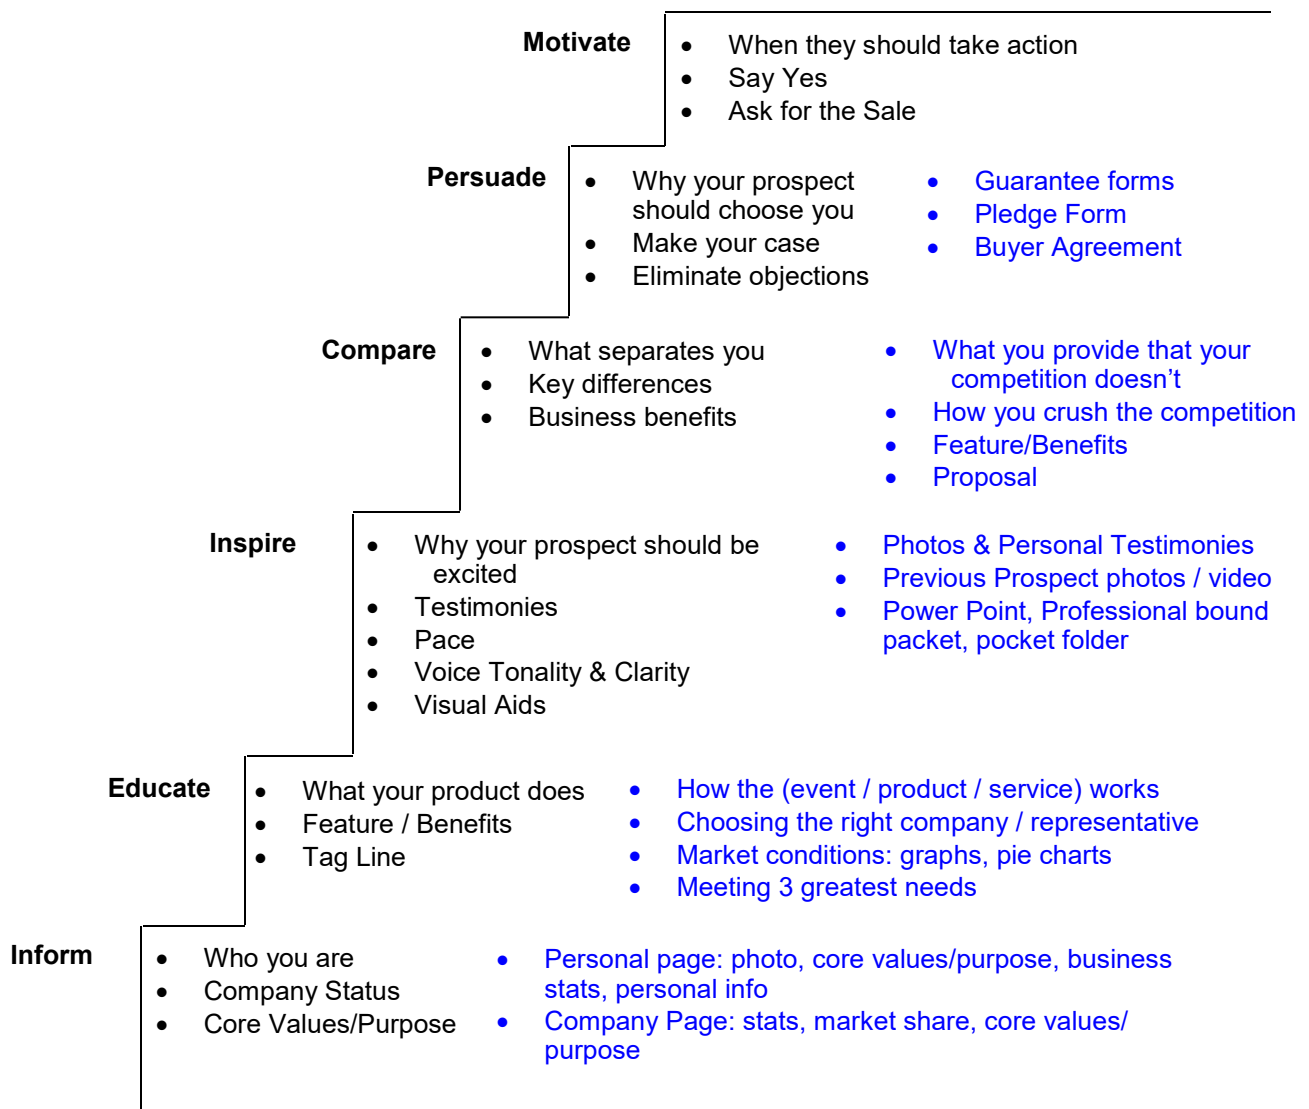 Motivate
• When they should take action
• Say Yes
• Ask for the Sale
Persuade
• Why your prospect
should choose you
• Make your case
• Eliminate objections
• Guarantee forms
• Pledge Form
• Buyer Agreement
Compare
• What separates you
• Key differences
• Business benefits
• What you provide that your
competition doesn’t
• How you crush the competition
• Feature/Benefits
• Proposal
Inspire
• Why your prospect should be
excited
• Testimonies
• Pace
• Voice Tonality & Clarity
• Visual Aids
• Photos & Personal Testimonies
• Previous Prospect photos / video
• Power Point, Professional bound
packet, pocket folder
Educate
• What your product does
• Feature / Benefits
• Tag Line
• How the (event / product / service) works
• Choosing the right company / representative
• Market conditions: graphs, pie charts
• Meeting 3 greatest needs
Inform
• Who you are
• Company Status
• Core Values/Purpose
• Personal page: photo, core values/purpose, business
stats, personal info
• Company Page: stats, market share, core values/
purpose